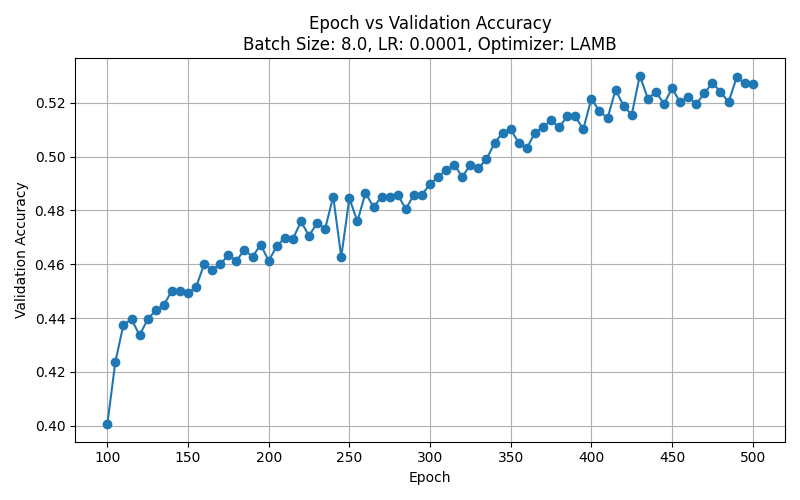 Epoch vs Validation Accuracy
Batch Size: 8.0, LR: 0.0001, Optimizer: LAMB
Validation Accuracy
0.52
0.50
0.48
0.46
0.44
0.42
0.40
100 150 200 250 300 350 400 450 500
Epoch